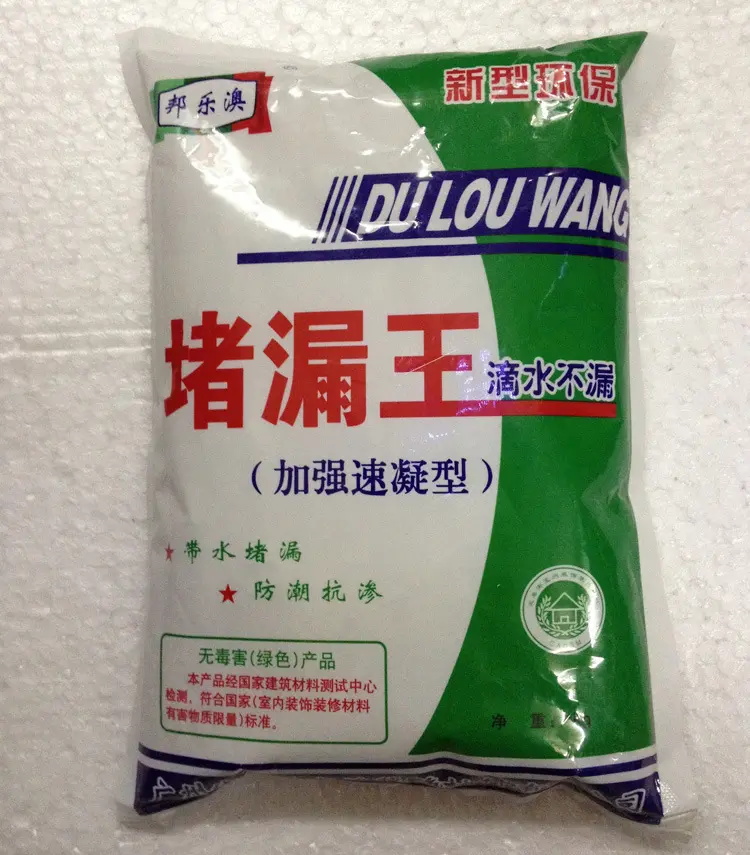 邦乐澳
新型环保
DU LOU WANG
堵漏王
滴水不漏
（加强速凝型）
★带水堵漏
★防潮抗渗
无毒害(绿色)产品
本产品经国家建筑材料测试中心
检测，符合国家(室内装饰装修材料
有害物质限量)标准。
净 重：